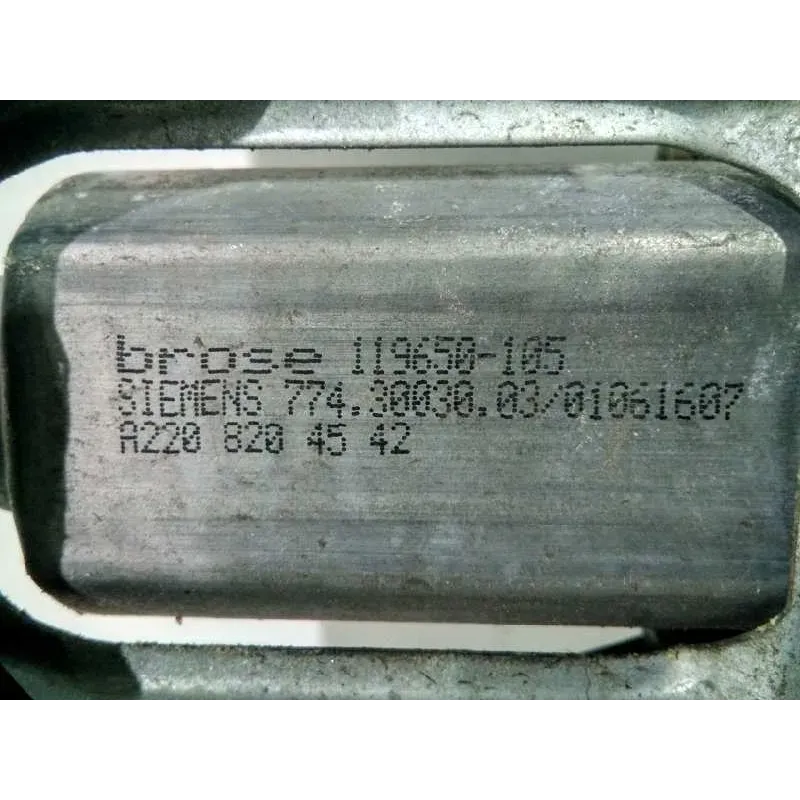 brose 119650-105
SIEMENS 774.30030.03/01061607
A220 820 45 42